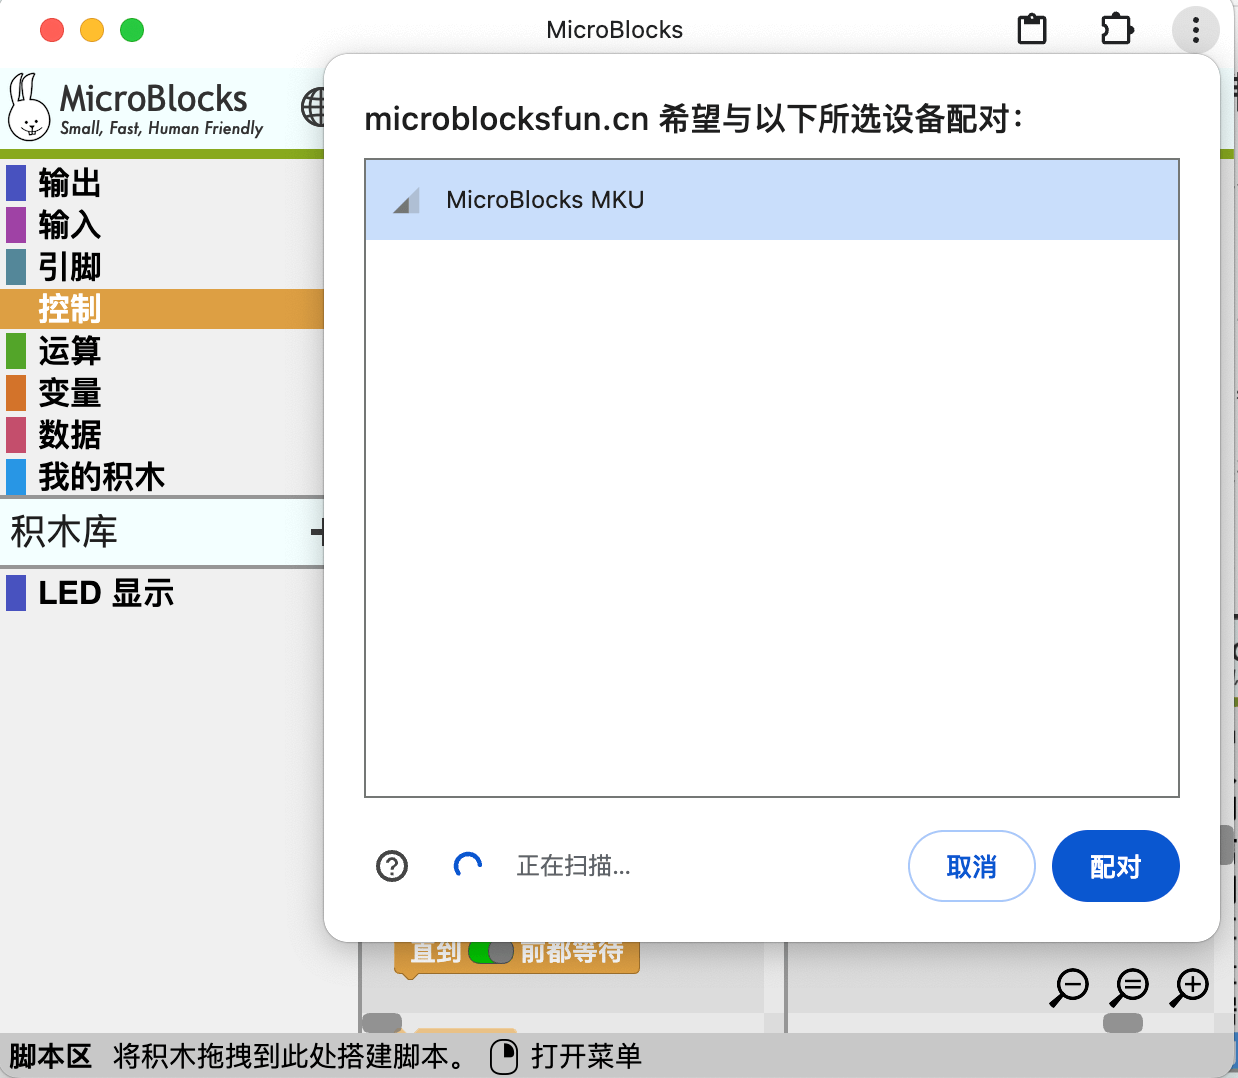 MicroBlocks
MicroBlocks
Small, Fast, Human Friendly
microblocksfun.cn 希望与以下所选设备配对：
MicroBlocks MKU
输出
输入
引脚
控制
运算
变量
数据
我的积木
积木库
LED 显示
正在扫描...
取消
配对
直到 前都等待
脚本区 将积木拖拽到此处搭建脚本。 打开菜单